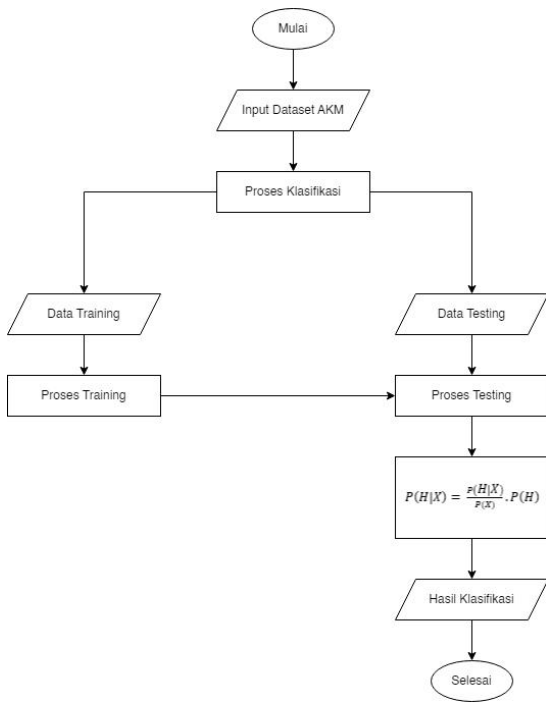 Mulai
Input Dataset AKM
Proses Klasifikasi
Data Training
Data Testing
Proses Training
Proses Testing
P(H|X) = P(H|X)/P(X) . P(H)
Hasil Klasifikasi
Selesai